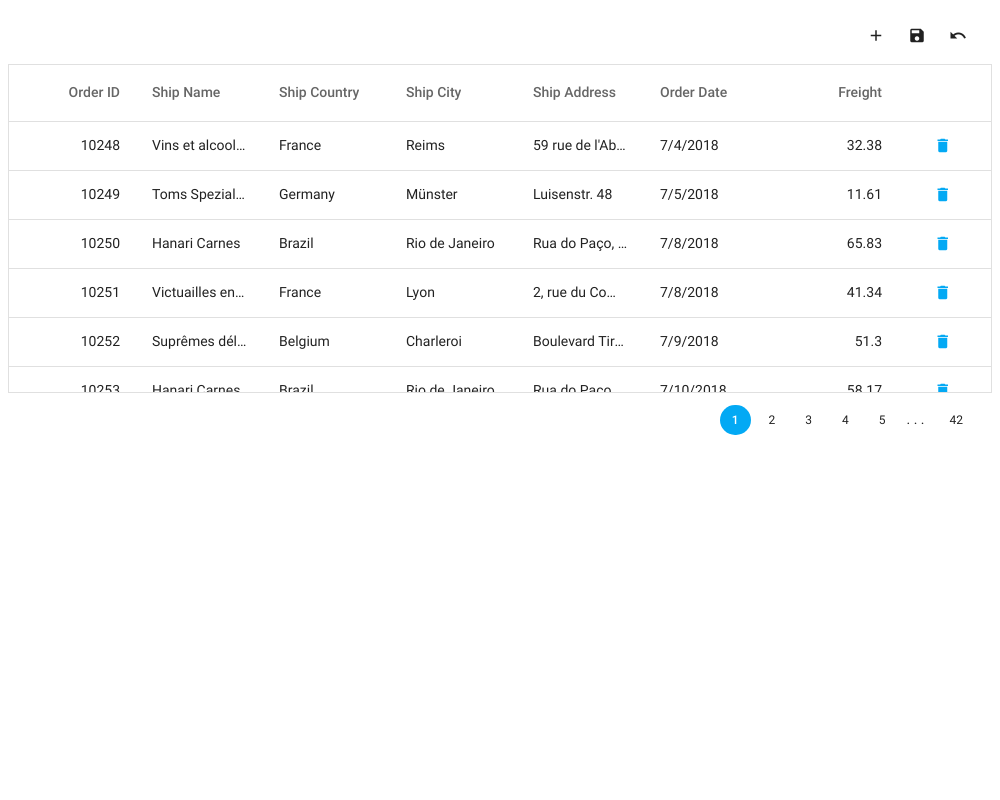 Order ID Ship Name Ship Country Ship City Ship Address Order Date Freight
10248 Vins et alcool... France Reims 59 rue de l'Ab... 7/4/2018 32.38
10249 Toms Spezial... Germany Münster Luisenstr. 48 7/5/2018 11.61
10250 Hanari Carnes Brazil Rio de Janeiro Rua do Paço, ... 7/8/2018 65.83
10251 Victuailles en... France Lyon 2, rue du Co... 7/8/2018 41.34
10252 Suprêmes dél... Belgium Charleroi Boulevard Tir... 7/9/2018 51.3
10253 Hanari Carnes Brazil Rio de Janeiro Rua do Paço 7/10/2018 58.17
1 2 3 4 5 . . . 42